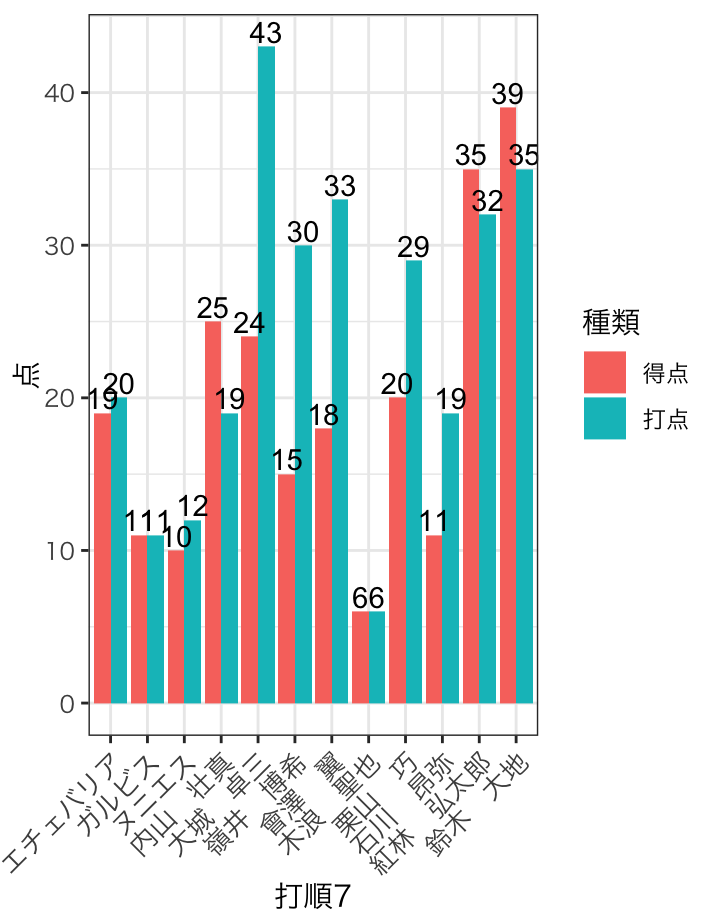 43
39
35
35
33
32
30
29
25
24
20
19
19
20
18
19
15
11
11
12
10
11
6
6
40
30
20
10
0
点
エチェバリア
ガルビス
ヌニエス
内山 壮真
大城 卓三
嶺井 博希
會澤 翼
木浪 聖也
栗山 巧
石川 昂弥
紅林 弘太郎
鈴木 大地
打順7
種類
得点
打点